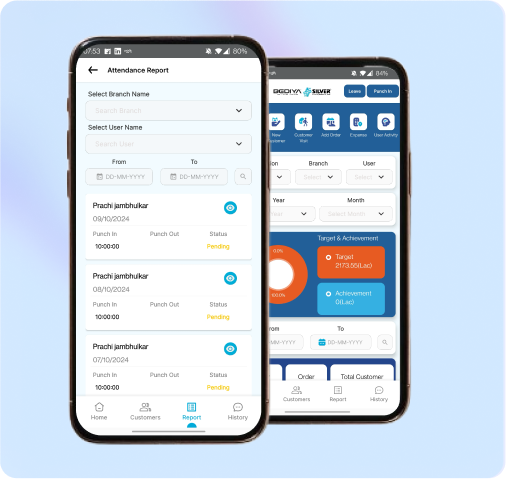 07:53
80%
Attendance Report
Select Branch Name
Search Branch
Select User Name
Search User
From To
DD-MM-YYYY DD-MM-YYYY
Prachi jambhulkar
09/10/2024
Punch In Punch Out Status
10:00:00 Pending
Prachi jambhulkar
08/10/2024
Punch In Punch Out Status
10:00:00 Pending
Prachi jambhulkar
07/10/2024
Punch In Punch Out Status
10:00:00 Pending
Home Customers Report History
84%
SILVER
Leave Punch In
New
Customer Visit
Add Order
Expense
User Activity
Branch User
Select Select
Year Month
Select Month
Target & Achievement
0.0%
100.0%
Target
2173.55(Lac)
Achievement
0(Lac)
To
DD-MM-YYYY
Order Total Customer
Customers Report History